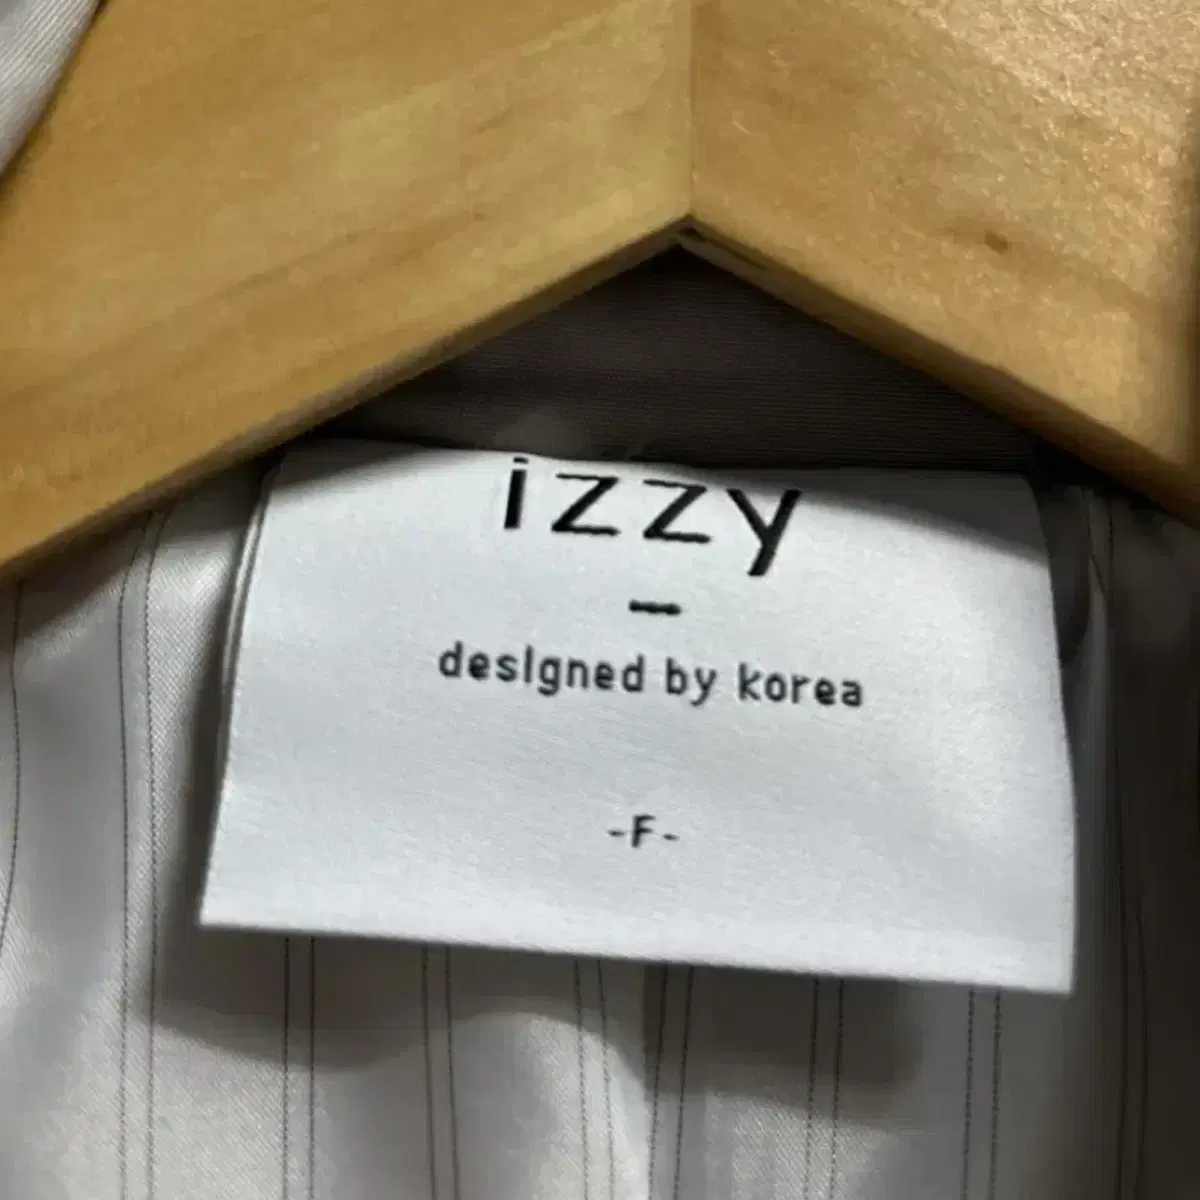 izzy
–
designed by korea
-F-